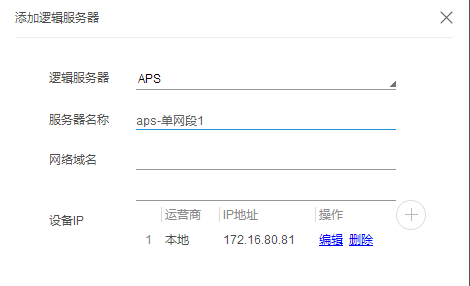 添加逻辑服务器
逻辑服务器 APS
服务器名称 aps-单网段1
网络域名
设备IP
运营商 IP地址 操作
1 本地 172.16.80.81 编辑 删除